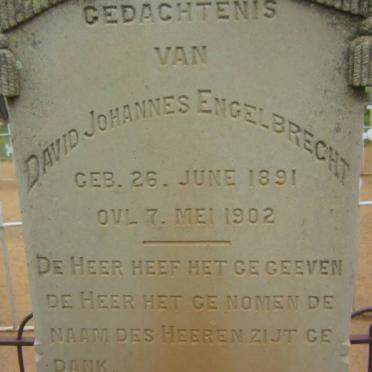 GEDACHTENIS
VAN
DAVID JOHANNES ENGELBRECHT
GEB. 26. JUNE 1891
OVL 7. MEI 1902
DE HEER HEEF HET GE GEEVEN
DE HEER HET GE NOMEN DE
NAAM DES HEEREN ZIJT GE
DANK.